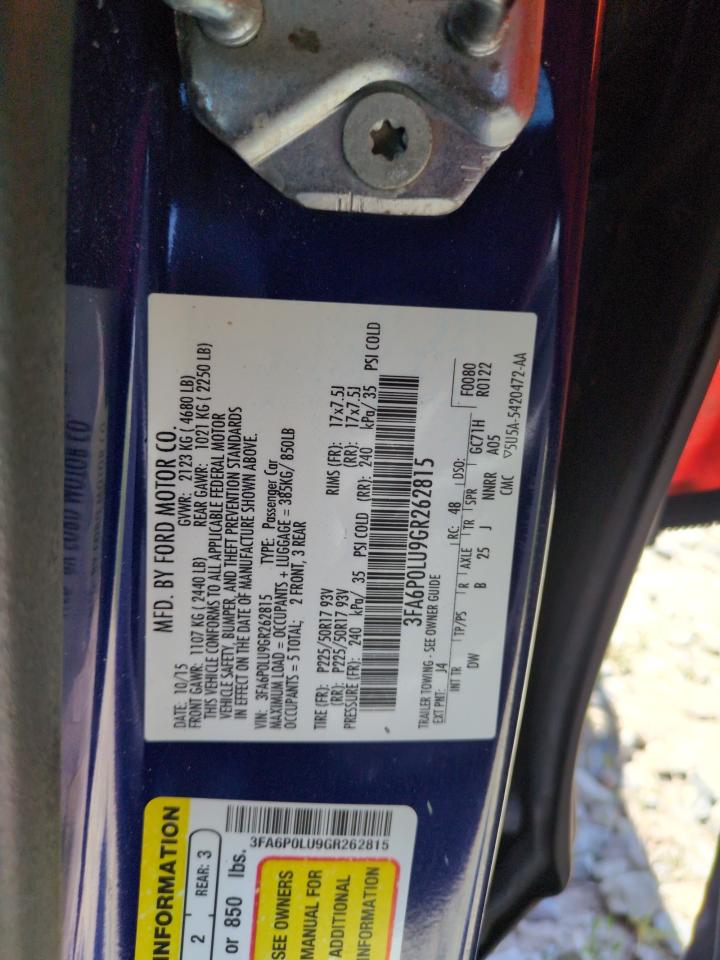 MFD. BY FORD MOTOR CO.
DATE: 10/15 GVWR: 2123 KG ( 4680 LB)
FRONT GAWR: 1107 KG ( 2440 LB) REAR GAWR: 1021 KG ( 2250 LB)
THIS VEHICLE CONFORMS TO ALL APPLICABLE FEDERAL MOTOR
VEHICLE SAFETY, BUMPER, AND THEFT PREVENTION STANDARDS
IN EFFECT ON THE DATE OF MANUFACTURE SHOWN ABOVE.
VIN: 3FA6P0LU9GR262815 TYPE: Passenger Car
MAXIMUM LOAD = OCCUPANTS + LUGGAGE = 385KG/ 850LB
OCCUPANTS = 5 TOTAL; 2 FRONT, 3 REAR
TIRE (FR): P225/50R17 93V RIMS (FR): 17x7.5J
(RR): P225/50R17 93V (RR): 17x7.5J
PRESSURE (FR): 240 kPa/ 35 PSI COLD (RR): 240 kPa/ 35 PSI COLD
3FA6P0LU9GR262815
TRAILER TOWING - SEE OWNER GUIDE
EXT PNT: J4 RC: 48 DSO: F0080
INT TR TP/PS R AXLE TR SPR GC71H R0122
DW B 25 J NNRR A05
CMC ▽5U5A-5420472-AA
INFORMATION
2 REAR: 3
or 850 lbs.
3FA6P0LU9GR262815
SEE OWNERS
MANUAL FOR
ADDITIONAL
INFORMATION